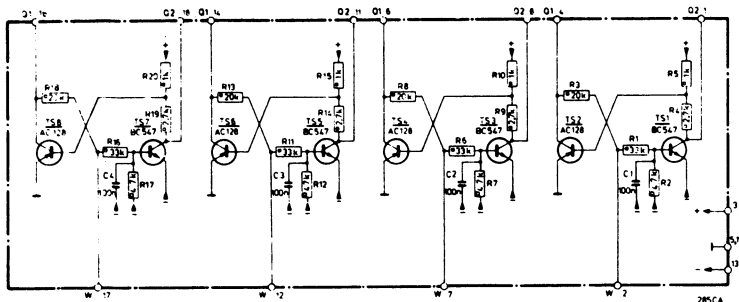 Q1 16 Q2 18 Q1 14 Q2 11 Q1 6 Q2 8 Q1 4 Q2 1
+ + + +
R20 1k R15 1k R10 1k R5 1k
R18 R13 20k R8 20k R3 20k
R19 2,7k R14 2,7k R9 2,7k R4 2,7k
TS8 AC128 TS7 BC547 TS6 AC128 TS5 BC547 TS4 AC128 TS3 BC547 TS2 AC128 TS1 BC547
R16 33k R11 33k R6 33k R1 33k
C4 100n R17 4,7k C3 100n R12 4,7k C2 100n R7 4,7k C1 100n R2 4,7k
+ 3
- 13
W 17 W 12 W 7 W 2
285CA